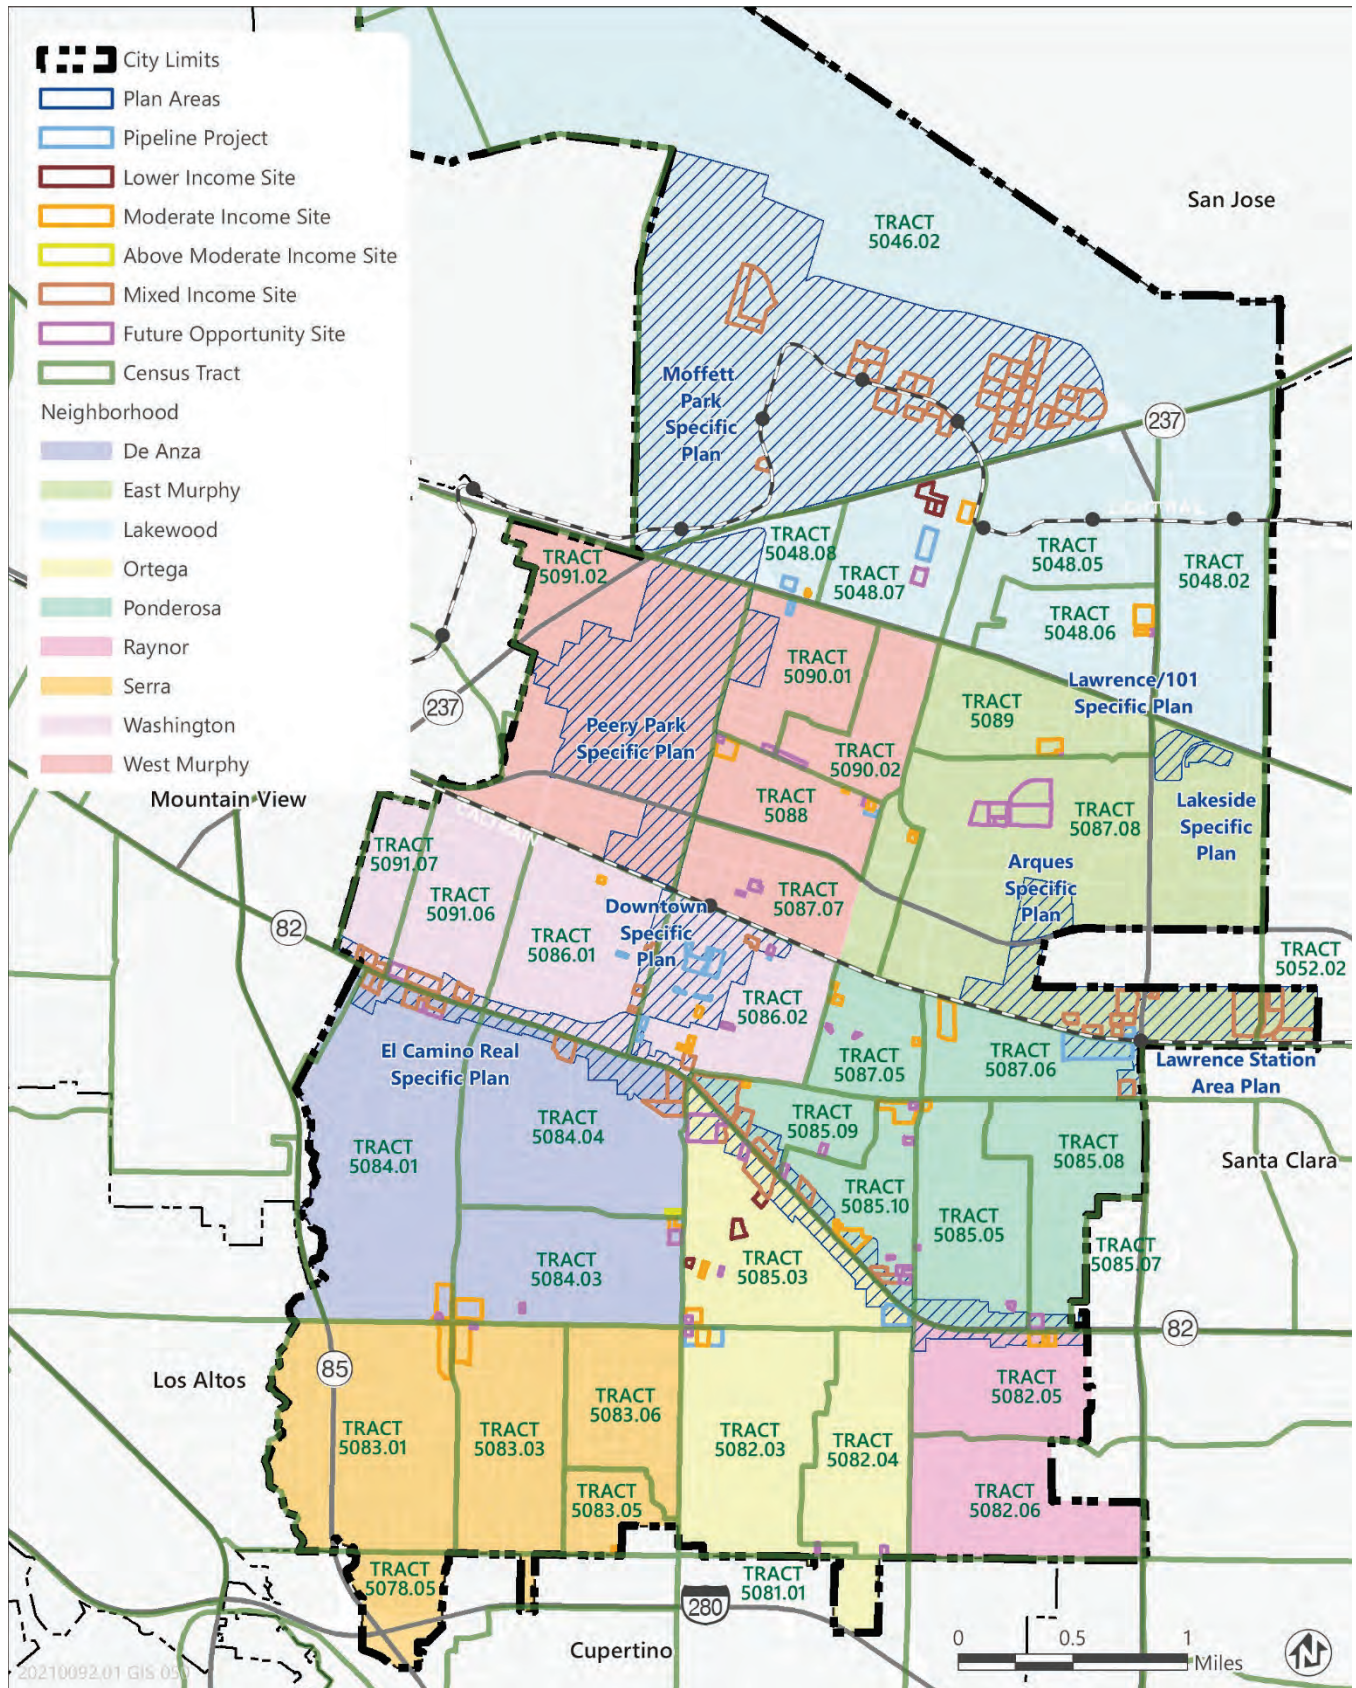 City Limits
Plan Areas
Pipeline Project
Lower Income Site
Moderate Income Site
Above Moderate Income Site
Mixed Income Site
Future Opportunity Site
Census Tract
Neighborhood
De Anza
East Murphy
Lakewood
Ortega
Ponderosa
Raynor
Serra
Washington
West Murphy
San Jose
TRACT
5046.02
Moffett
Park
Specific
Plan
237
CENTRAL
TRACT
5048.08
TRACT
5048.07
TRACT
5048.05
TRACT
5048.02
TRACT
5048.06
TRACT
5091.02
237
Peery Park
Specific Plan
TRACT
5090.01
TRACT
5090.02
TRACT
5089
Lawrence/101
Specific Plan
TRACT
5088
TRACT
5087.08
Lakeside
Specific
Plan
Arques
Specific
Plan
Mountain View
CALTRAIN
TRACT
5091.07
TRACT
5091.06
TRACT
5086.01
82
Downtown
Specific
Plan
TRACT
5087.07
TRACT
5086.02
TRACT
5052.02
El Camino Real
Specific Plan
TRACT
5087.05
TRACT
5087.06
Lawrence Station
Area Plan
TRACT
5084.01
TRACT
5084.04
TRACT
5085.09
TRACT
5085.10
TRACT
5085.08
Santa Clara
TRACT
5085.05
TRACT
5085.07
TRACT
5084.03
TRACT
5085.03
82
Los Altos
85
TRACT
5083.01
TRACT
5083.03
TRACT
5083.06
TRACT
5083.05
TRACT
5082.03
TRACT
5082.04
TRACT
5082.05
TRACT
5082.06
TRACT
5078.05
TRACT
5081.01
280
Cupertino
0 0.5 1
Miles
N
20210092.01 GIS